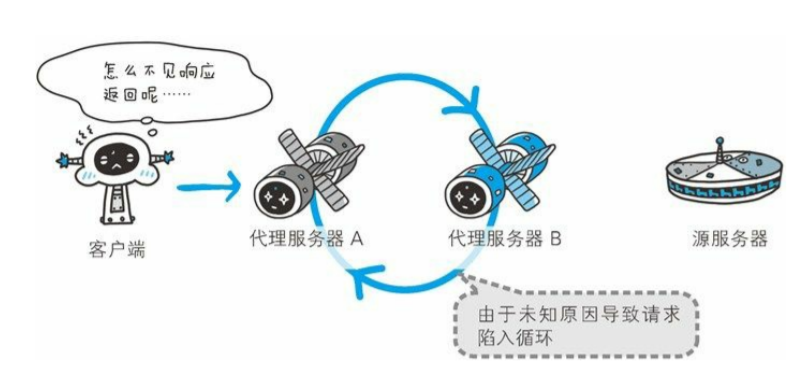 怎么不见响应
返回呢……
客户端
代理服务器 A
代理服务器 B
源服务器
由于未知原因导致请求
陷入循环